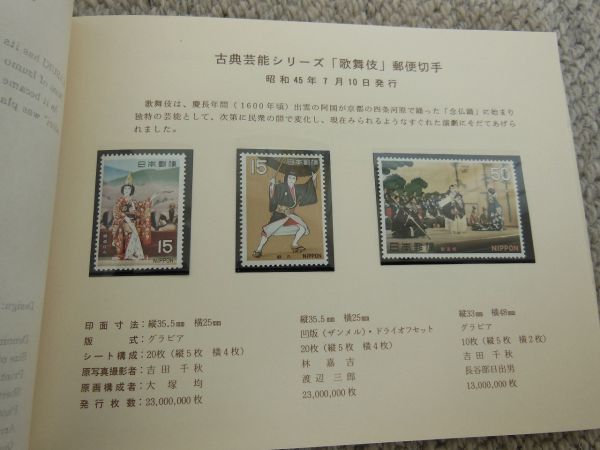 古典芸能シリーズ「歌舞伎」郵便切手
昭和45年7月10日発行
歌舞伎は、慶長年間(1600年頃)出雲の阿国が京都の四条河原で踊った「念仏踊」に始まり
独特の芸能として、次第に民衆の間で変化し、現在みられるようなすぐれた演劇にそだてあげら
れました。
日本郵便
15
NIPPON
15
日本郵便
NIPPON
50
日本郵便
勧進帳
NIPPON
印面寸法：縦35.5㎜ 横25㎜
版式：グラビア
シート構成：20枚（縦5枚 横4枚）
原写真撮影者：吉田千秋
原画構成者：大塚均
発行枚数：23,000,000枚
縦35.5㎜ 横25㎜
凹版(ザンメル)・ドライオフセット
20枚（縦5枚 横4枚）
林嘉吉
渡辺三郎
23,000,000枚
縦33㎜ 横48㎜
グラビア
10枚（縦5枚 横2枚）
吉田千秋
長谷部日出男
13,000,000枚